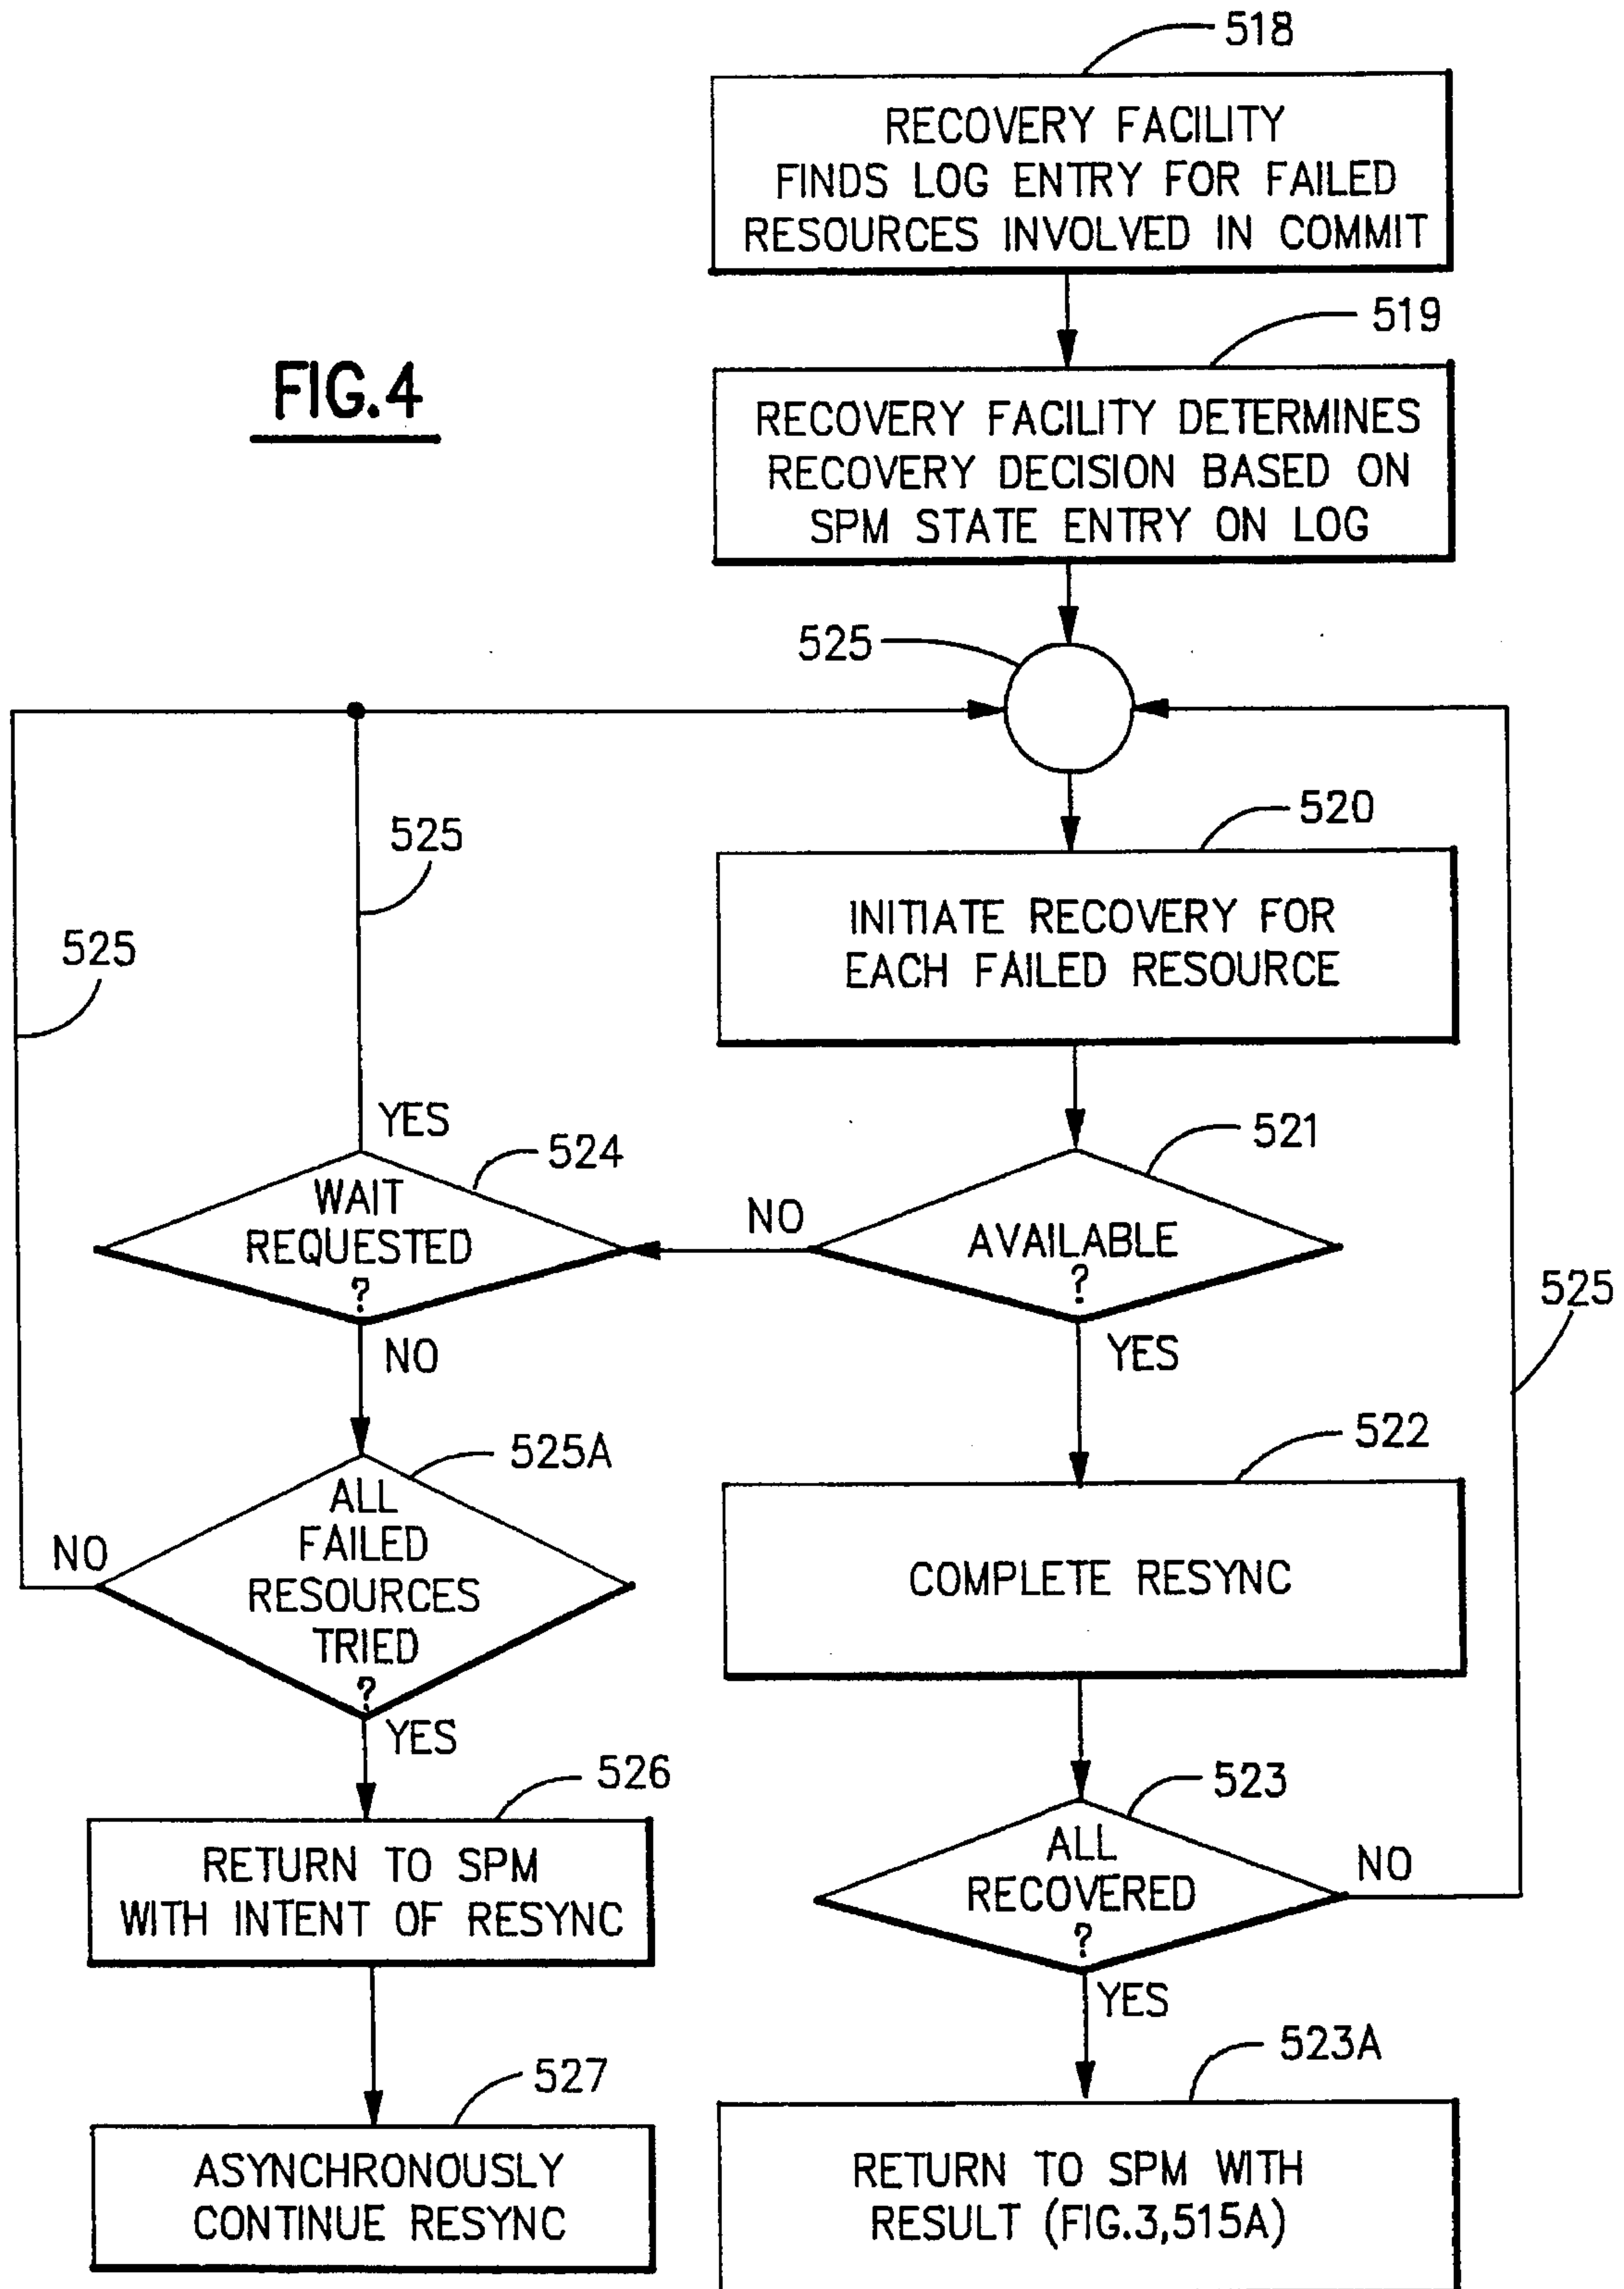 518
RECOVERY FACILITY
FINDS LOG ENTRY FOR FAILED
RESOURCES INVOLVED IN COMMIT
519
FIG.4
RECOVERY FACILITY DETERMINES
RECOVERY DECISION BASED ON
SPM STATE ENTRY ON LOG
525
520
525
INITIATE RECOVERY FOR
EACH FAILED RESOURCE
525
YES
524
521
WAIT
REQUESTED
?
NO
AVAILABLE
?
525
NO
YES
525A
522
ALL
FAILED
RESOURCES
TRIED
?
NO
COMPLETE RESYNC
YES
526
523
RETURN TO SPM
WITH INTENT OF RESYNC
ALL
RECOVERED
?
NO
YES
527
523A
ASYNCHRONOUSLY
CONTINUE RESYNC
RETURN TO SPM WITH
RESULT (FIG.3,515A)